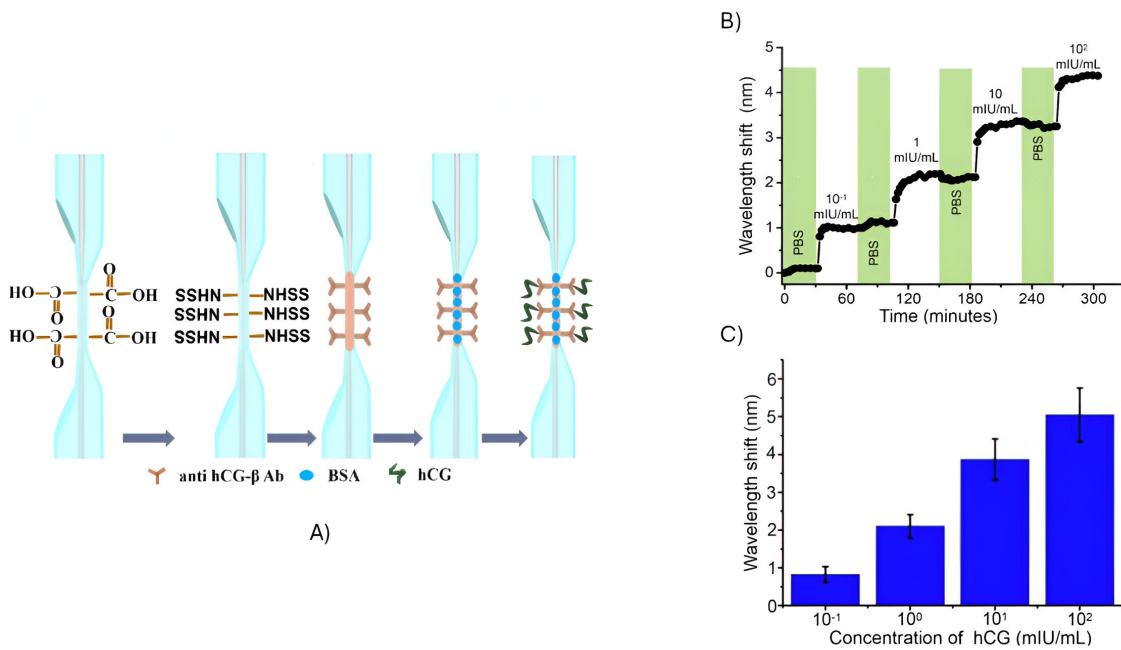 HO C O C O OH
HO C O C O OH
SSHN NHSS
SSHN NHSS
SSHN NHSS
anti hCG-β Ab BSA hCG
A)
B)
Wavelength shift (nm)
5
4
3
2
1
0
PBS
10⁻¹
mIU/mL
PBS
1
mIU/mL
PBS
10
mIU/mL
PBS
10²
mIU/mL
0 60 120 180 240 300
Time (minutes)
C)
Wavelength shift (nm)
6
5
4
3
2
1
0
10⁻¹ 10⁰ 10¹ 10²
Concentration of hCG (mIU/mL)